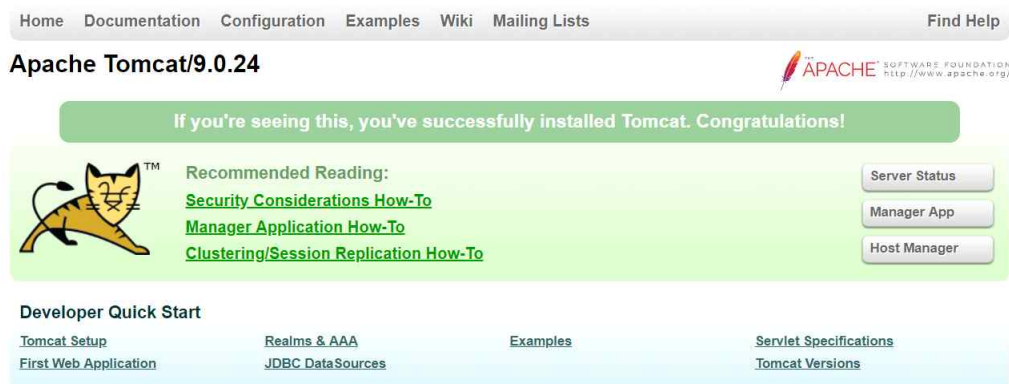 Home Documentation Configuration Examples Wiki Mailing Lists Find Help
Apache Tomcat/9.0.24
THE
APACHE® SOFTWARE FOUNDATION
http://www.apache.org/
If you're seeing this, you've successfully installed Tomcat. Congratulations!
TM
Recommended Reading:
Security Considerations How-To
Manager Application How-To
Clustering/Session Replication How-To
Server Status
Manager App
Host Manager
Developer Quick Start
Tomcat Setup Realms & AAA Examples Servlet Specifications
First Web Application JDBC DataSources Tomcat Versions